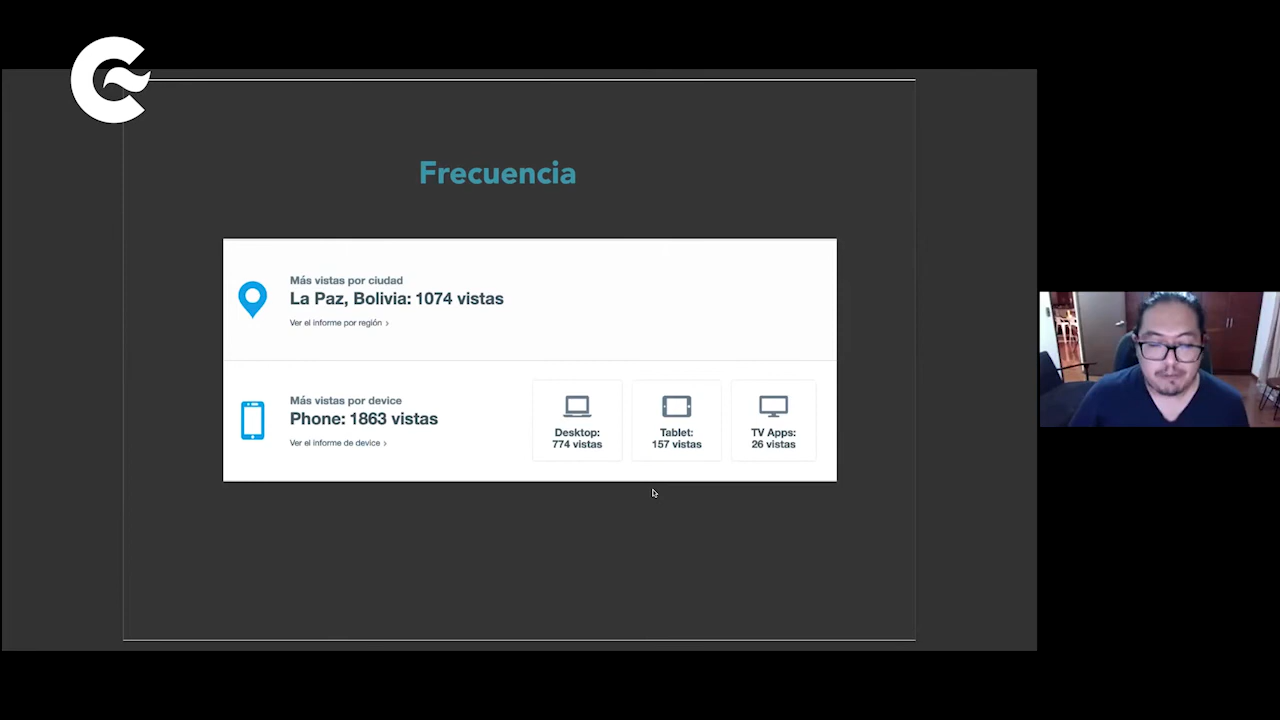 Frecuencia
Más vistas por ciudad
La Paz, Bolivia: 1074 vistas
Ver el informe por región ›
Más vistas por device
Phone: 1863 vistas
Ver el informe de device ›
Desktop:
774 vistas
Tablet:
157 vistas
TV Apps:
26 vistas